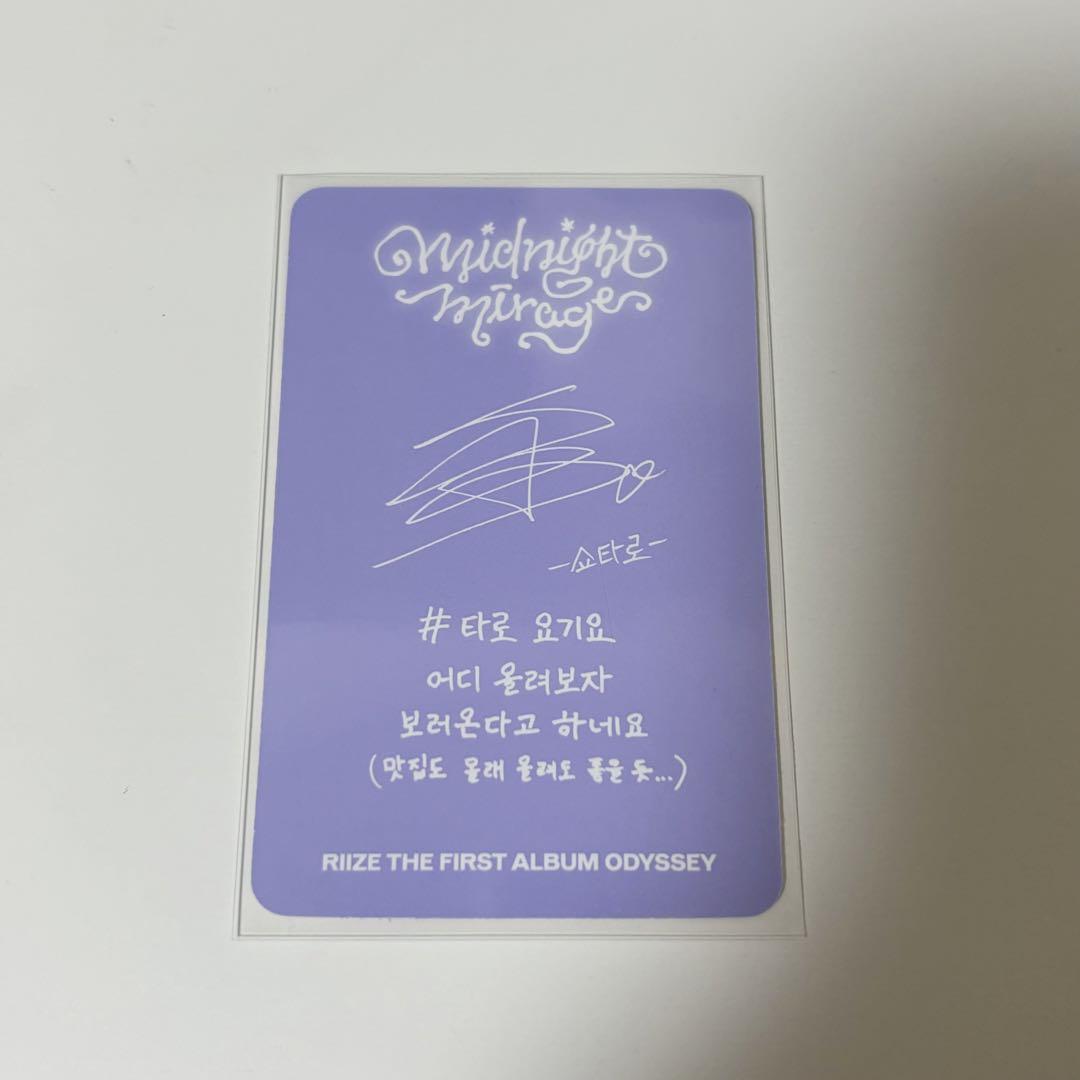 midnight
mirage
-쇼타로-
# 타로 요기요
어디 올려보자
보러온다고 하네요
(맛집도 몰래 올려도 좋을 듯...)
RIIZE THE FIRST ALBUM ODYSSEY